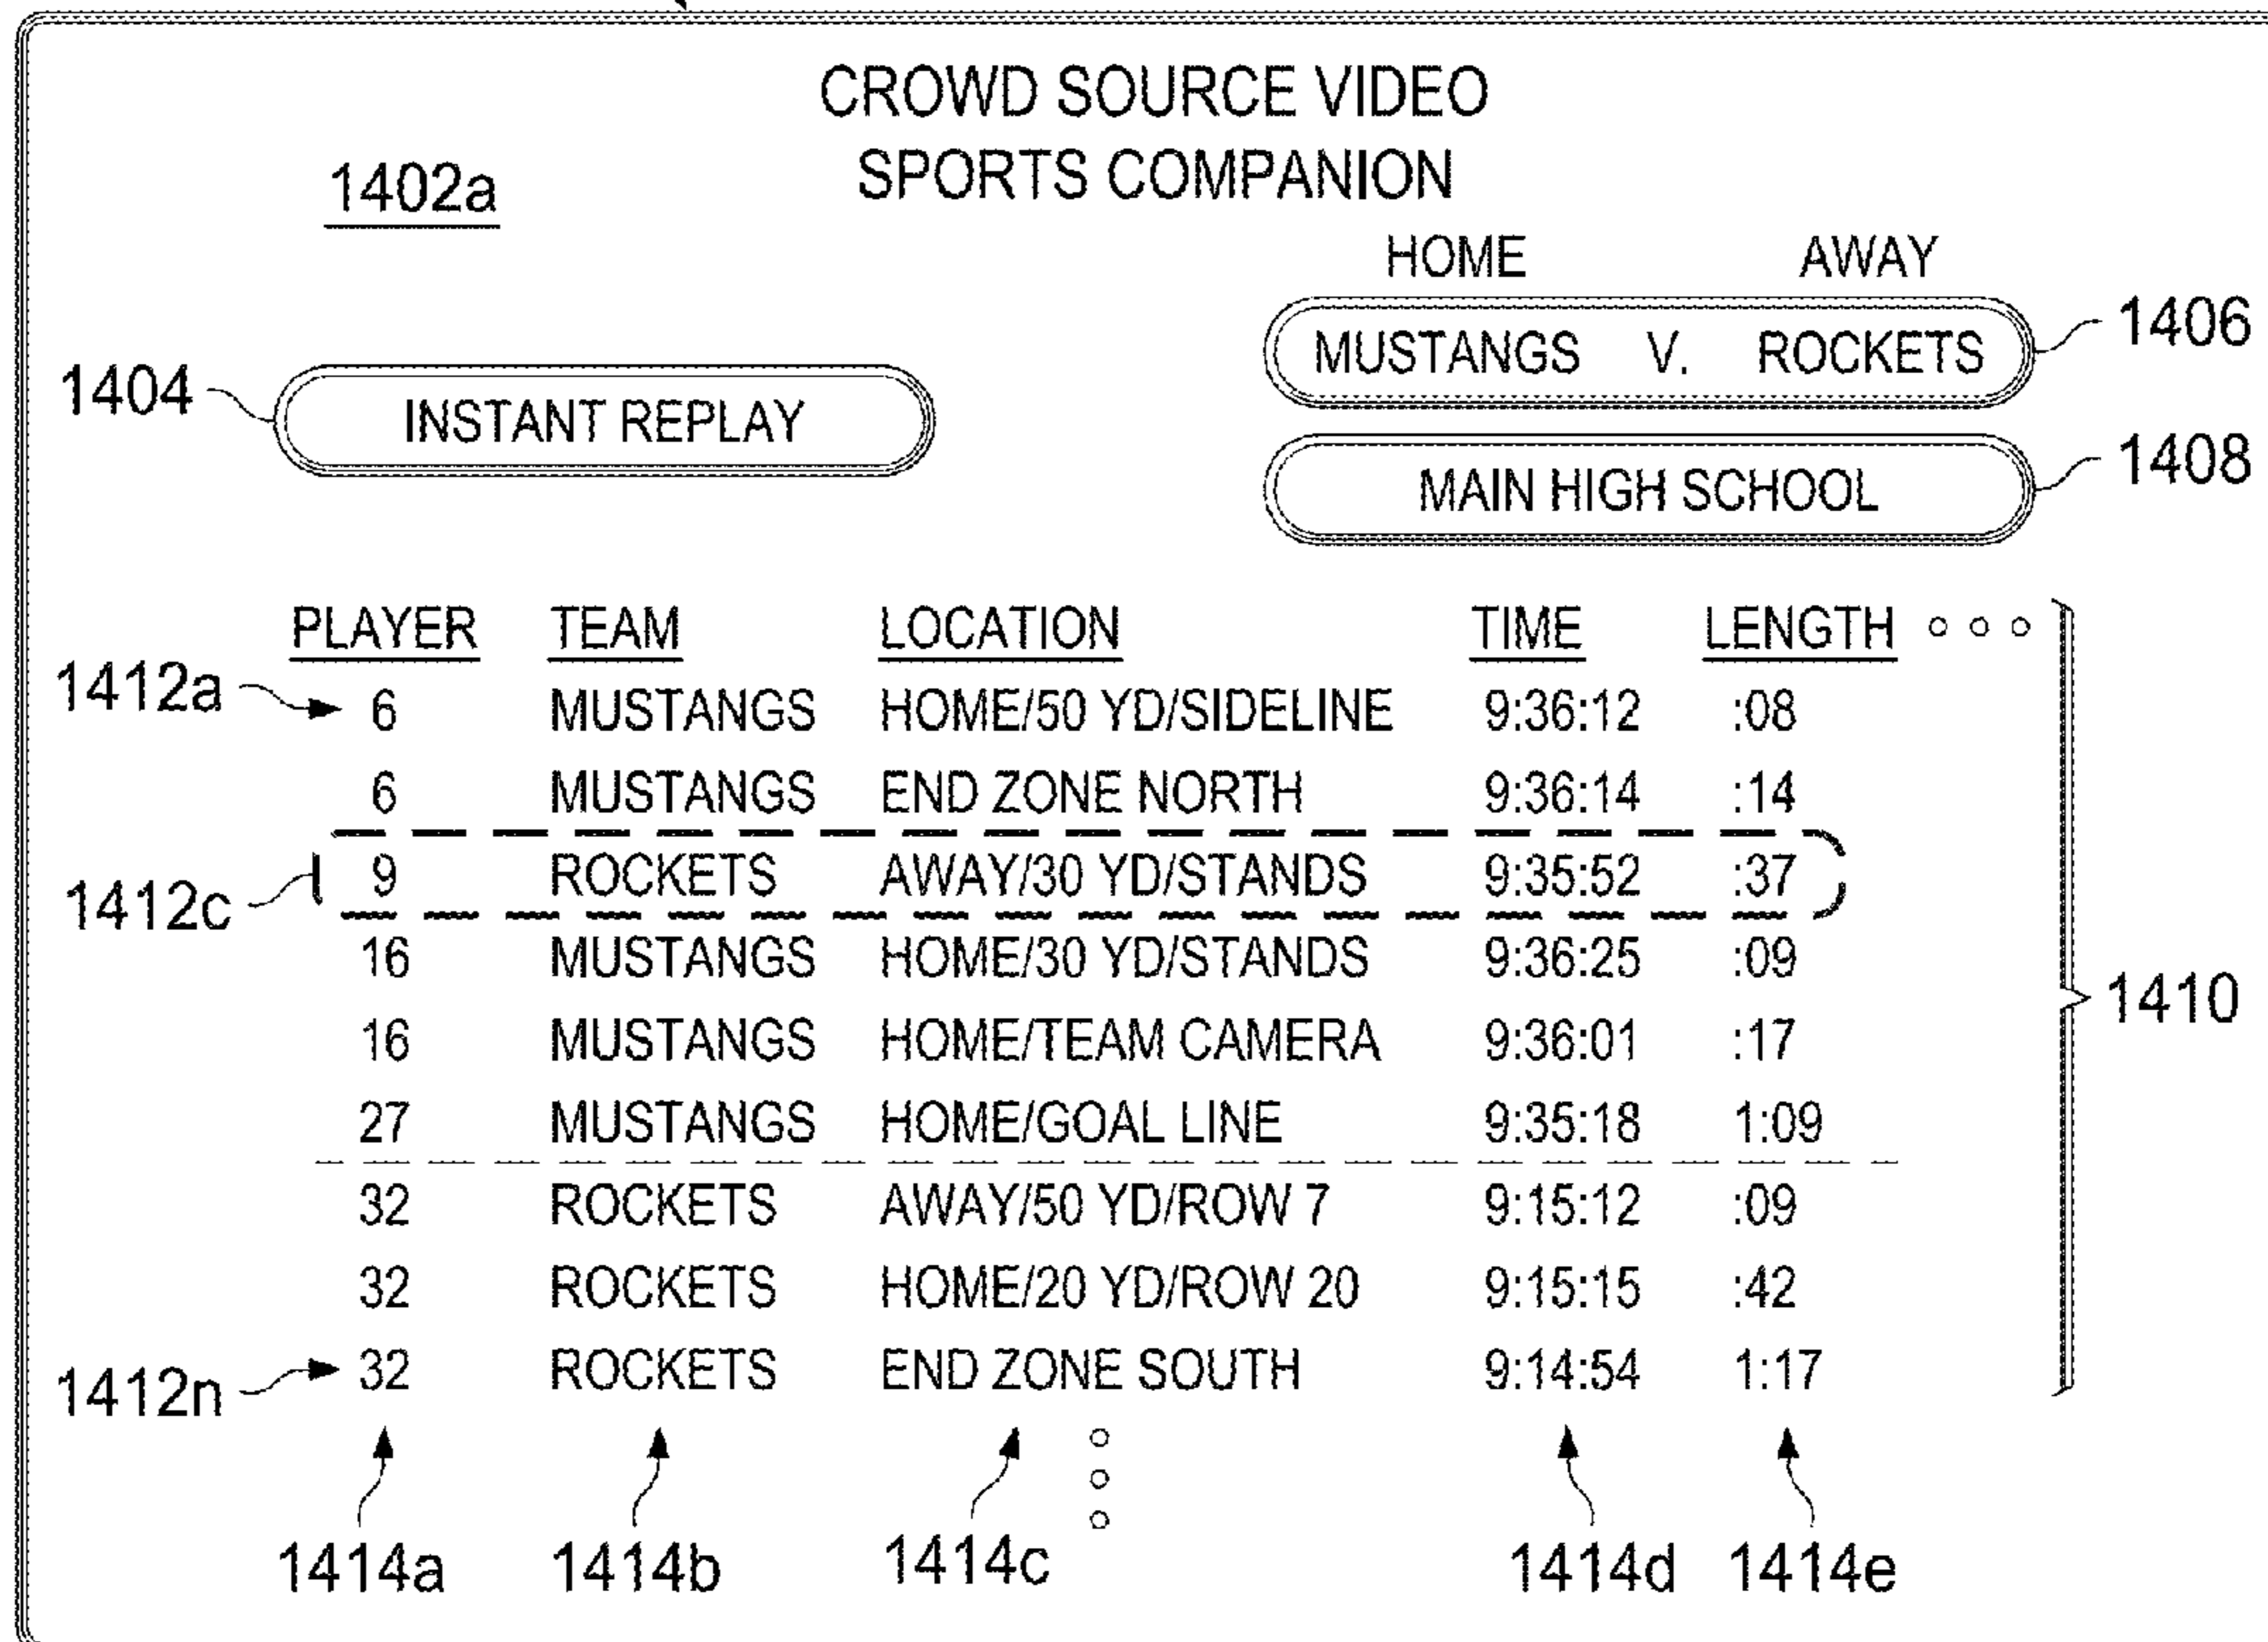 CROWD SOURCE VIDEO
SPORTS COMPANION
1402a
HOME AWAY
MUSTANGS V. ROCKETS 1406
1404 INSTANT REPLAY
MAIN HIGH SCHOOL 1408
PLAYER TEAM LOCATION TIME LENGTH
1412a 6 MUSTANGS HOME/50 YD/SIDELINE 9:36:12 :08
6 MUSTANGS END ZONE NORTH 9:36:14 :14
1412c 9 ROCKETS AWAY/30 YD/STANDS 9:35:52 :37
16 MUSTANGS HOME/30 YD/STANDS 9:36:25 :09
16 MUSTANGS HOME/TEAM CAMERA 9:36:01 :17
1410
27 MUSTANGS HOME/GOAL LINE 9:35:18 1:09
32 ROCKETS AWAY/50 YD/ROW 7 9:15:12 :09
32 ROCKETS HOME/20 YD/ROW 20 9:15:15 :42
1412n 32 ROCKETS END ZONE SOUTH 9:14:54 1:17
1414a 1414b 1414c 1414d 1414e